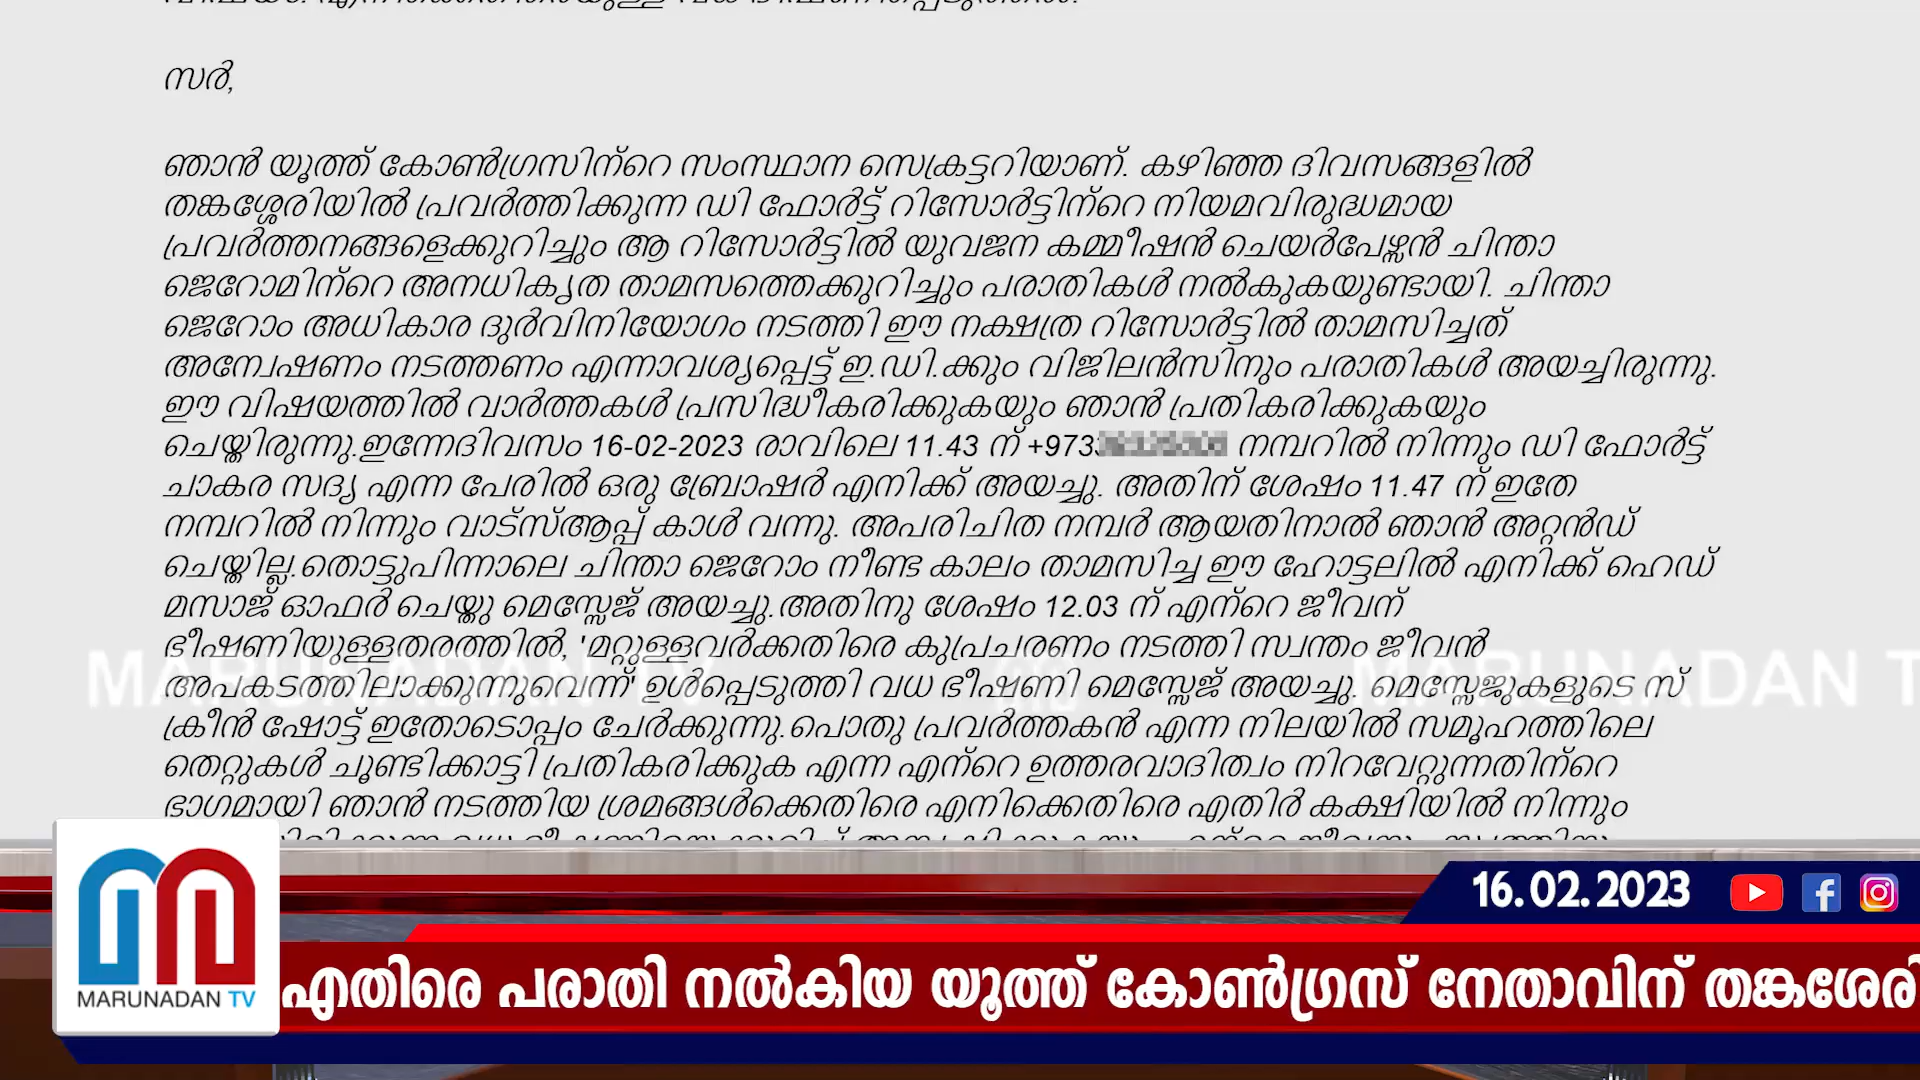 സർ,
ഞാൻ യൂത്ത് കോൺഗ്രസിന്റെ സംസ്ഥാന സെക്രട്ടറിയാണ്. കഴിഞ്ഞ ദിവസങ്ങളിൽ
തങ്കശ്ശേരിയിൽ പ്രവർത്തിക്കുന്ന ഡി ഫോർട്ട് റിസോർട്ടിന്റെ നിയമവിരുദ്ധമായ
പ്രവർത്തനങ്ങളെക്കുറിച്ചും ആ റിസോർട്ടിൽ യുവജന കമ്മീഷൻ ചെയർപേഴ്സൻ ചിന്താ
ജെറോമിന്റെ അനധികൃത താമസത്തെക്കുറിച്ചും പരാതികൾ നൽകുകയുണ്ടായി. ചിന്താ
ജെറോം അധികാര ദുർവിനിയോഗം നടത്തി ഈ നക്ഷത്ര റിസോർട്ടിൽ താമസിച്ചത്
അന്വേഷണം നടത്തണം എന്നാവശ്യപ്പെട്ട് ഇ.ഡി.ക്കും വിജിലൻസിനും പരാതികൾ അയച്ചിരുന്നു.
ഈ വിഷയത്തിൽ വാർത്തകൾ പ്രസിദ്ധീകരിക്കുകയും ഞാൻ പ്രതികരിക്കുകയും
ചെയ്തിരുന്നു.ഇന്നേദിവസം 16-02-2023 രാവിലെ 11.43 ന് +973 നമ്പറിൽ നിന്നും ഡി ഫോർട്ട്
ചാകര സദ്യ എന്ന പേരിൽ ഒരു ബ്രോഷർ എനിക്ക് അയച്ചു. അതിന് ശേഷം 11.47 ന് ഇതേ
നമ്പറിൽ നിന്നും വാട്സ്ആപ്പ് കാൾ വന്നു. അപരിചിത നമ്പർ ആയതിനാൽ ഞാൻ അറ്റൻഡ്
ചെയ്തില്ല.തൊട്ടുപിന്നാലെ ചിന്താ ജെറോം നീണ്ട കാലം താമസിച്ച ഈ ഹോട്ടലിൽ എനിക്ക് ഹെഡ്
മസാജ് ഓഫർ ചെയ്തു മെസ്സേജ് അയച്ചു.അതിനു ശേഷം 12.03 ന് എന്റെ ജീവന്
ഭീഷണിയുള്ളതരത്തിൽ, 'മറ്റുള്ളവർക്കതിരെ കുപ്രചരണം നടത്തി സ്വന്തം ജീവൻ
അപകടത്തിലാക്കുന്നുവെന്ന്' ഉൾപ്പെടുത്തി വധ ഭീഷണി മെസ്സേജ് അയച്ചു. മെസ്സേജുകളുടെ സ്
ക്രീൻ ഷോട്ട് ഇതോടൊപ്പം ചേർക്കുന്നു.പൊതു പ്രവർത്തകൻ എന്ന നിലയിൽ സമൂഹത്തിലെ
തെറ്റുകൾ ചൂണ്ടിക്കാട്ടി പ്രതികരിക്കുക എന്ന എന്റെ ഉത്തരവാദിത്വം നിറവേറ്റുന്നതിന്റെ
ഭാഗമായി ഞാൻ നടത്തിയ ശ്രമങ്ങൾക്കെതിരെ എനിക്കെതിരെ എതിർ കക്ഷിയിൽ നിന്നും
MARUNADAN TV
MARUNADAN T
16.02.2023
MARUNADAN TV
എതിരെ പരാതി നൽകിയ യൂത്ത് കോൺഗ്രസ് നേതാവിന് തങ്കശേരി